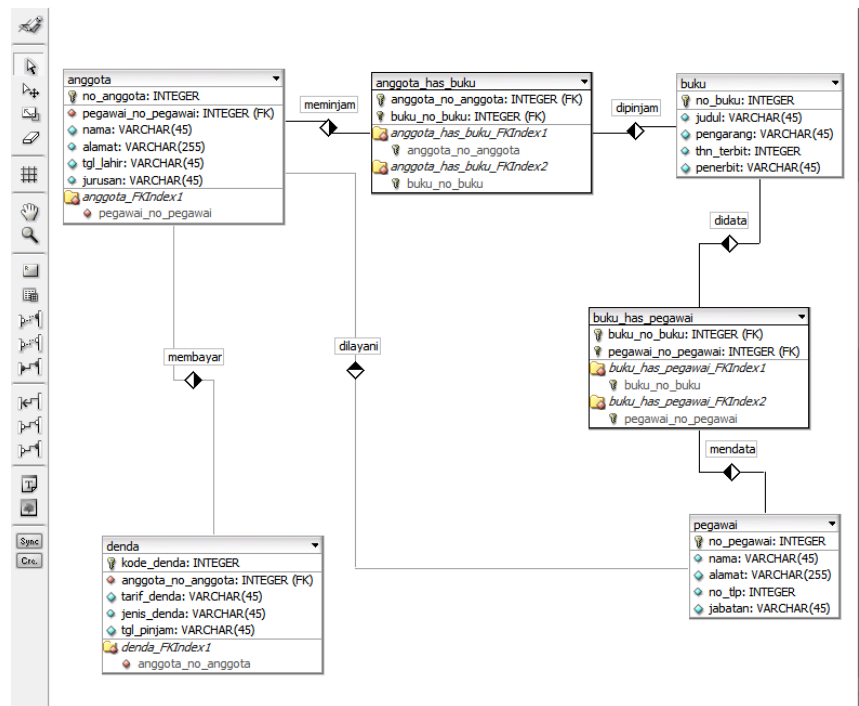 anggota
no_anggota: INTEGER
pegawai_no_pegawai: INTEGER (FK)
nama: VARCHAR(45)
alamat: VARCHAR(255)
tgl_lahir: VARCHAR(45)
jurusan: VARCHAR(45)
anggota_FKIndex1
pegawai_no_pegawai
meminjam
anggota_has_buku
anggota_no_anggota: INTEGER (FK)
buku_no_buku: INTEGER (FK)
anggota_has_buku_FKIndex1
anggota_no_anggota
anggota_has_buku_FKIndex2
buku_no_buku
dipinjam
buku
no_buku: INTEGER
judul: VARCHAR(45)
pengarang: VARCHAR(45)
thn_terbit: INTEGER
penerbit: VARCHAR(45)
didata
buku_has_pegawai
buku_no_buku: INTEGER (FK)
pegawai_no_pegawai: INTEGER (FK)
buku_has_pegawai_FKIndex1
buku_no_buku
buku_has_pegawai_FKIndex2
pegawai_no_pegawai
membayar
dilayani
mendata
denda
kode_denda: INTEGER
anggota_no_anggota: INTEGER (FK)
tarif_denda: VARCHAR(45)
jenis_denda: VARCHAR(45)
tgl_pinjam: VARCHAR(45)
denda_FKIndex1
anggota_no_anggota
pegawai
no_pegawai: INTEGER
nama: VARCHAR(45)
alamat: VARCHAR(255)
no_tlp: INTEGER
jabatan: VARCHAR(45)
Sync
Crc.